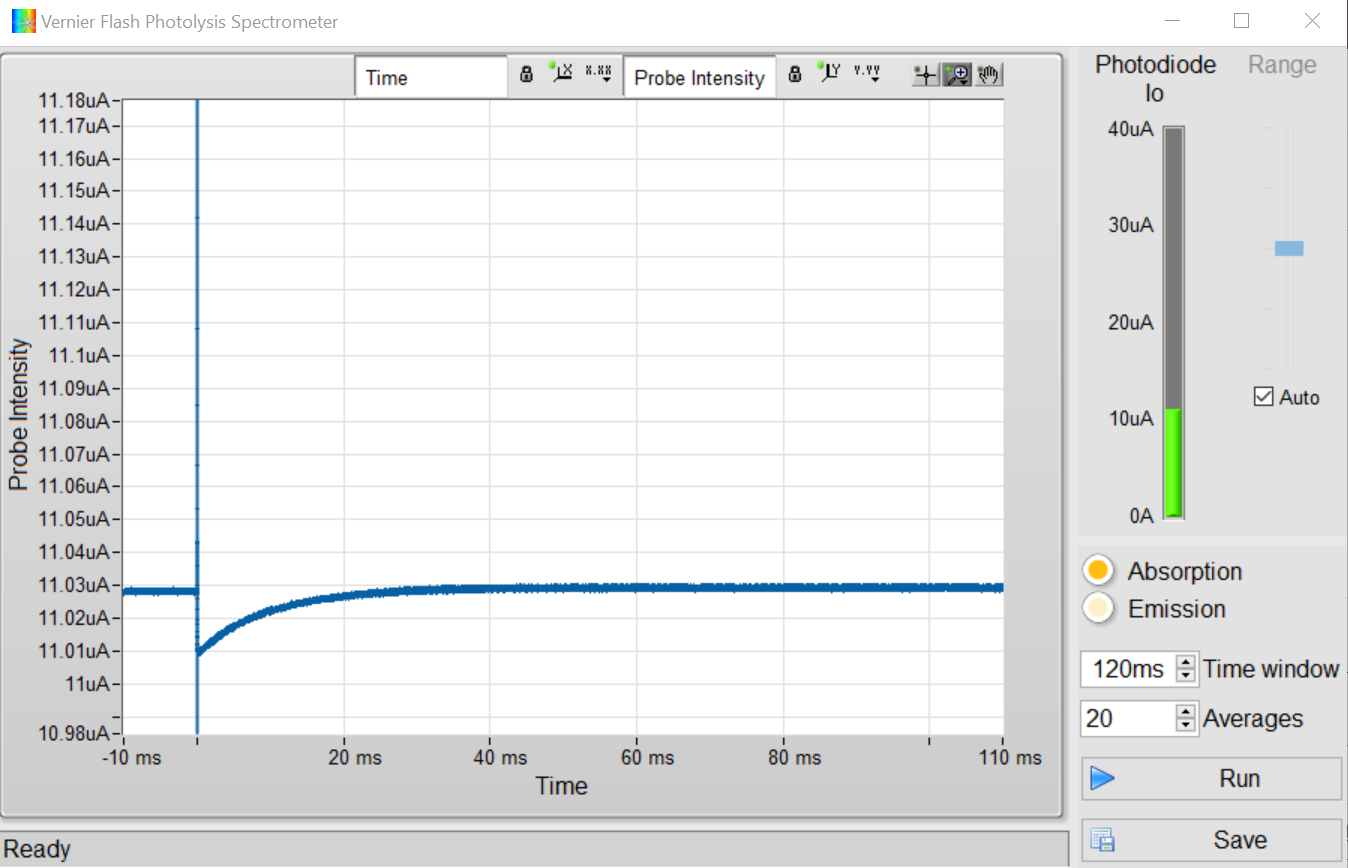 Vernier Flash Photolysis Spectrometer
Time
X
X.XX
Probe Intensity
Y
Y.YY
Photodiode
Io
Range
11.18uA
11.17uA
11.16uA
11.15uA
11.14uA
11.13uA
11.12uA
11.11uA
11.1uA
11.09uA
11.08uA
11.07uA
11.06uA
11.05uA
11.04uA
11.03uA
11.02uA
11.01uA
11uA
10.98uA
Probe Intensity
-10 ms
20 ms
40 ms
60 ms
80 ms
110 ms
Time
40uA
30uA
20uA
10uA
0A
Auto
Absorption
Emission
120ms Time window
20 Averages
Run
Save
Ready